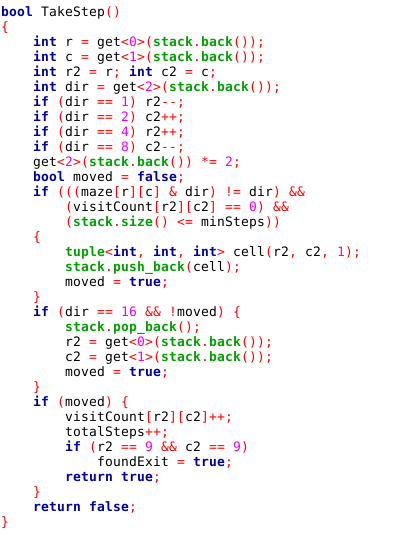 bool TakeStep()
{
    int r = get<0>(stack.back());
    int c = get<1>(stack.back());
    int r2 = r; int c2 = c;
    int dir = get<2>(stack.back());
    if (dir == 1) r2--;
    if (dir == 2) c2++;
    if (dir == 4) r2++;
    if (dir == 8) c2--;
    get<2>(stack.back()) *= 2;
    bool moved = false;
    if (((maze[r][c] & dir) != dir) &&
        (visitCount[r2][c2] == 0) &&
        (stack.size() <= minSteps))
    {
        tuple<int, int, int> cell(r2, c2, 1);
        stack.push_back(cell);
        moved = true;
    }
    if (dir == 16 && !moved) {
        stack.pop_back();
        r2 = get<0>(stack.back());
        c2 = get<1>(stack.back());
        moved = true;
    }
    if (moved) {
        visitCount[r2][c2]++;
        totalSteps++;
        if (r2 == 9 && c2 == 9)
            foundExit = true;
        return true;
    }
    return false;
}